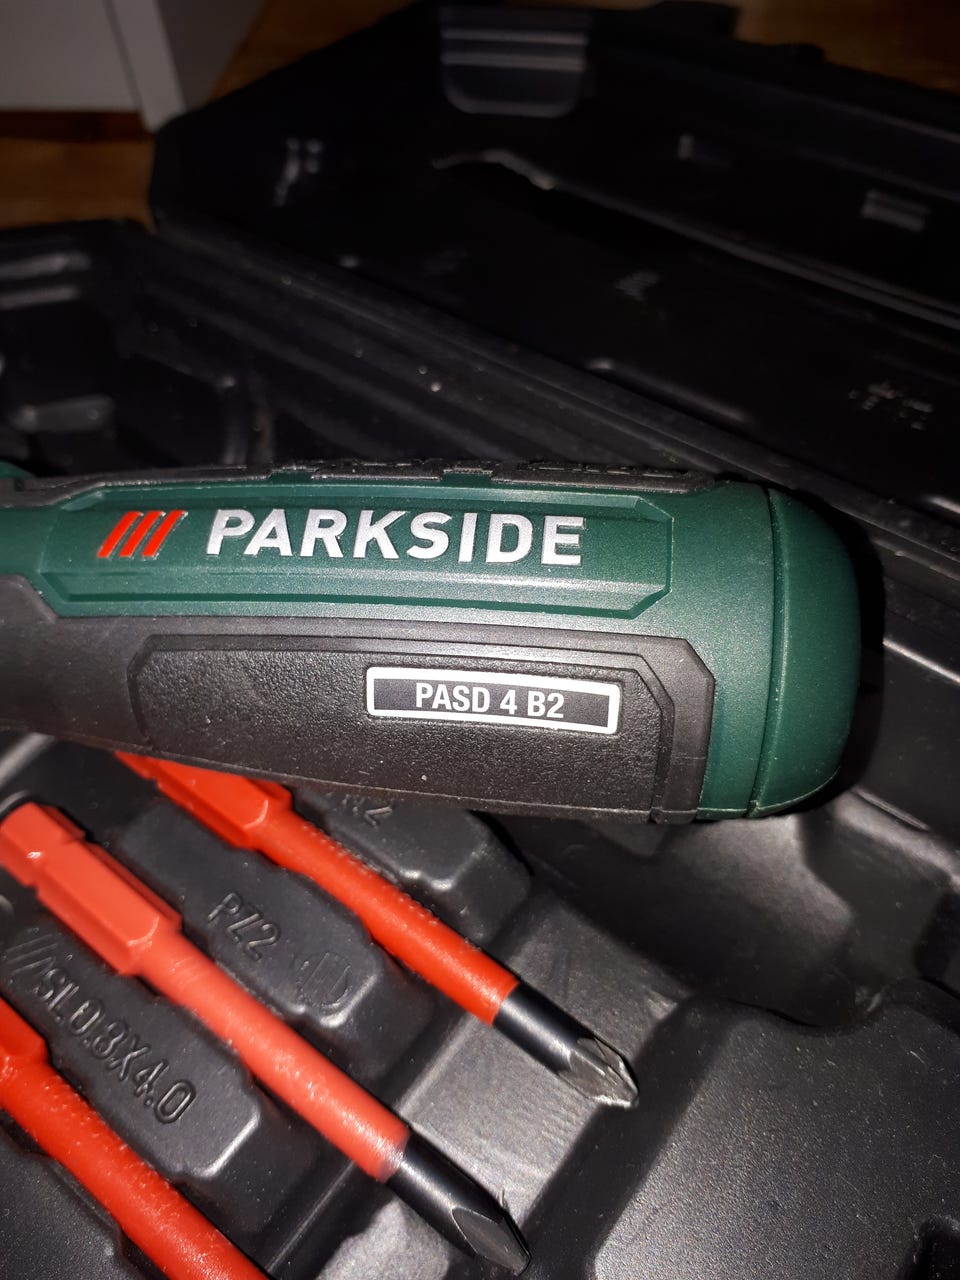 PARKSIDE
PASD 4 B2
PZ2
SL0.8X4.0